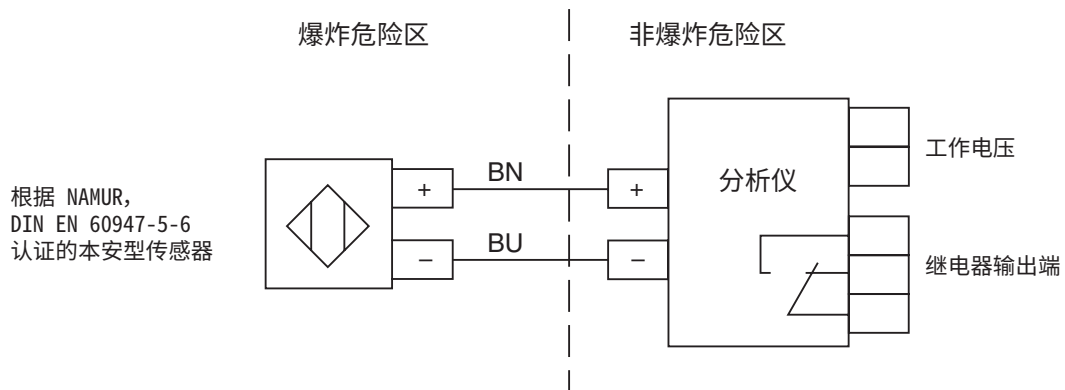 爆炸危险区
非爆炸危险区
工作电压
BN
+
+
分析仪
根据 NAMUR,
DIN EN 60947-5-6
认证的本安型传感器
BU
–
–
继电器输出端